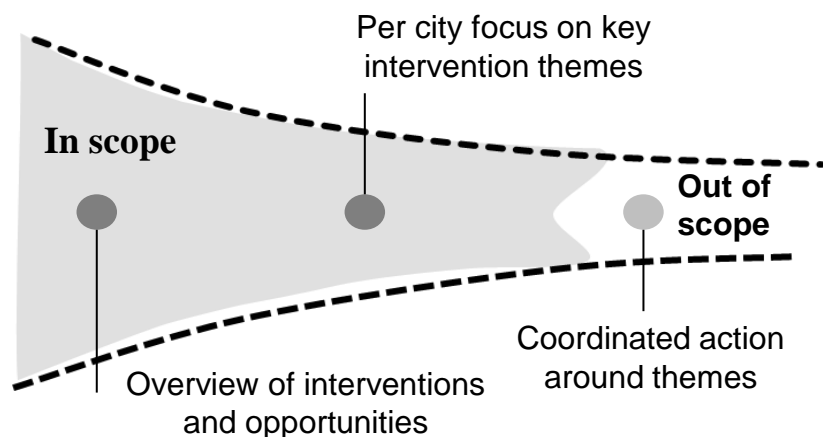 Per city focus on key
intervention themes
In scope
Out of
scope
Coordinated action
around themes
Overview of interventions
and opportunities